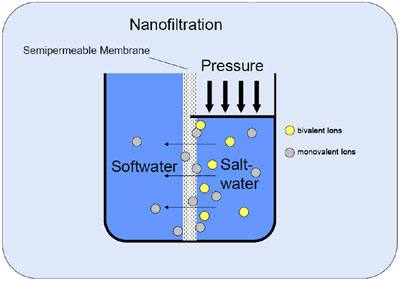 Nanofiltration
Semipermeable Membrane
Pressure
bivalent Ions
monovalent Ions
Softwater
Salt-
water